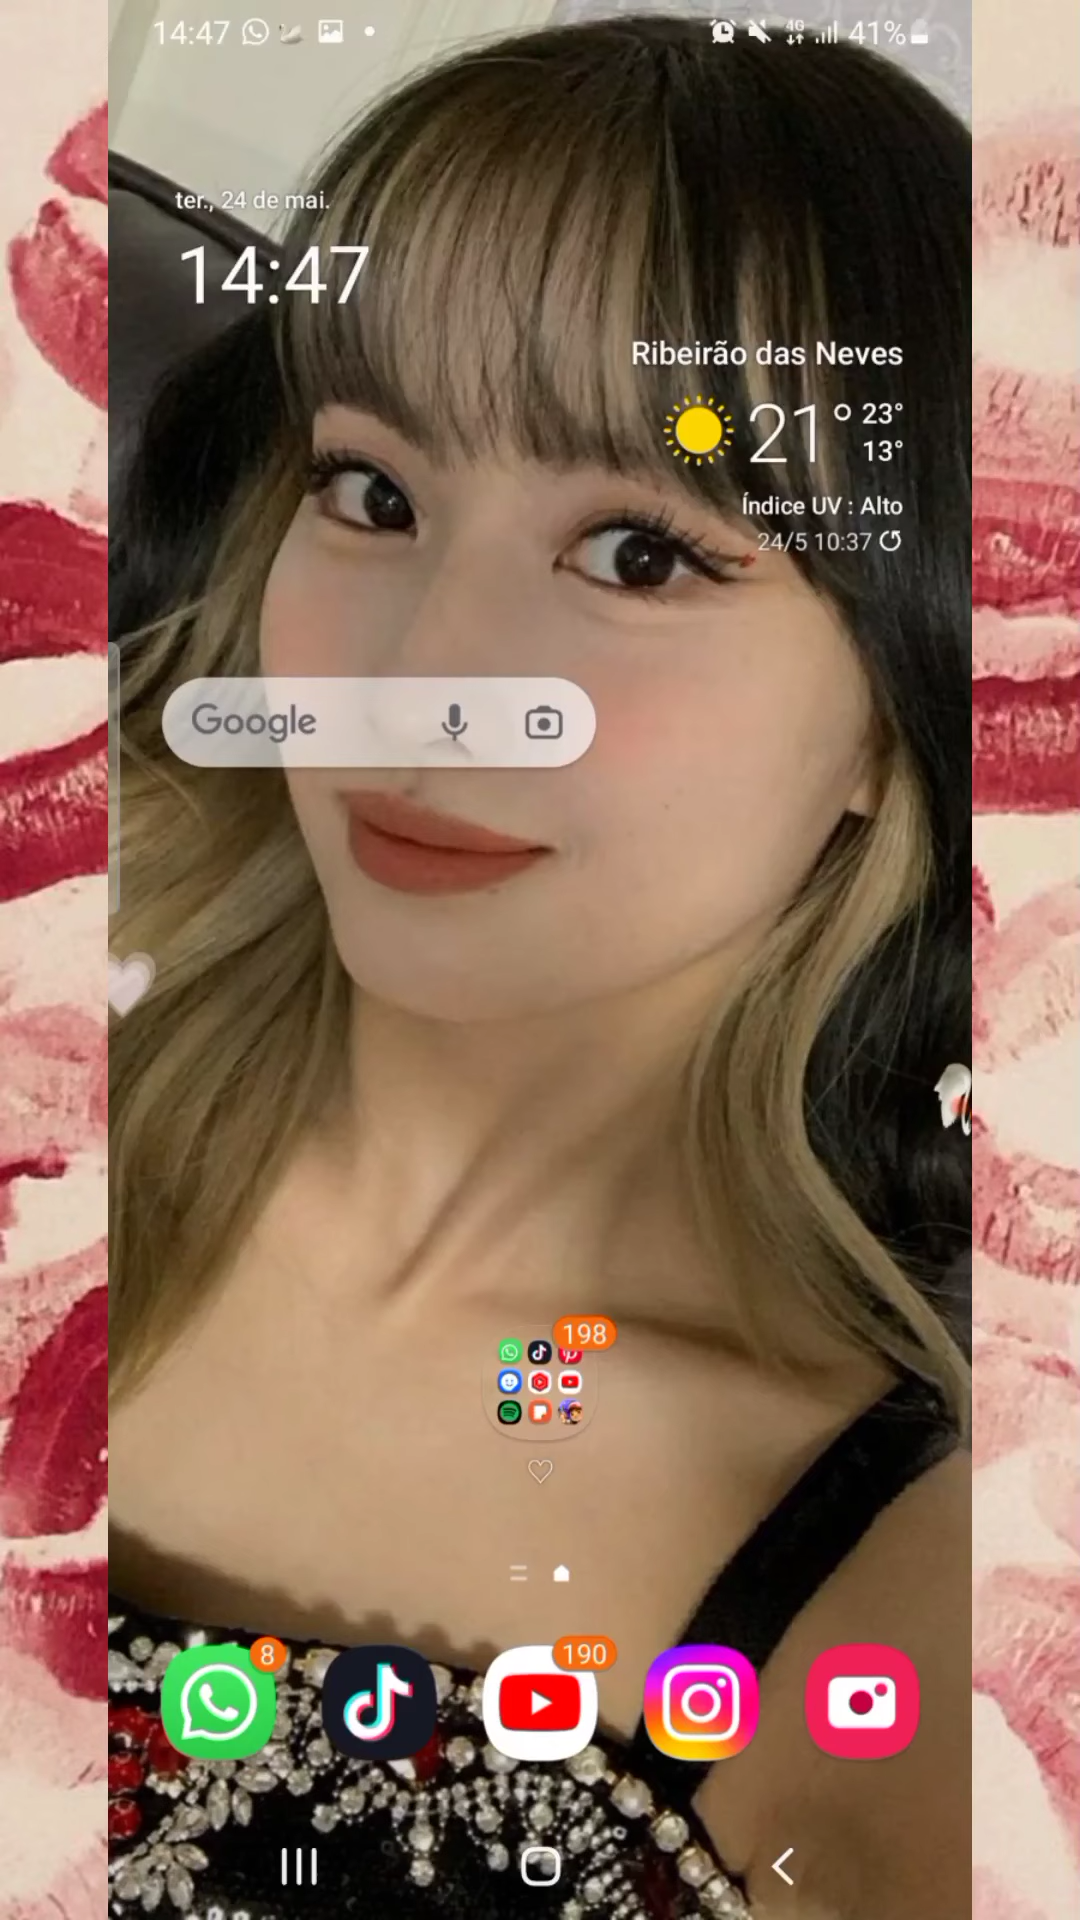 14:47
4G 41%
ter., 24 de mai.
14:47
Ribeirão das Neves
21° 23°
13°
Índice UV : Alto
24/5 10:37
Google
198
8
190